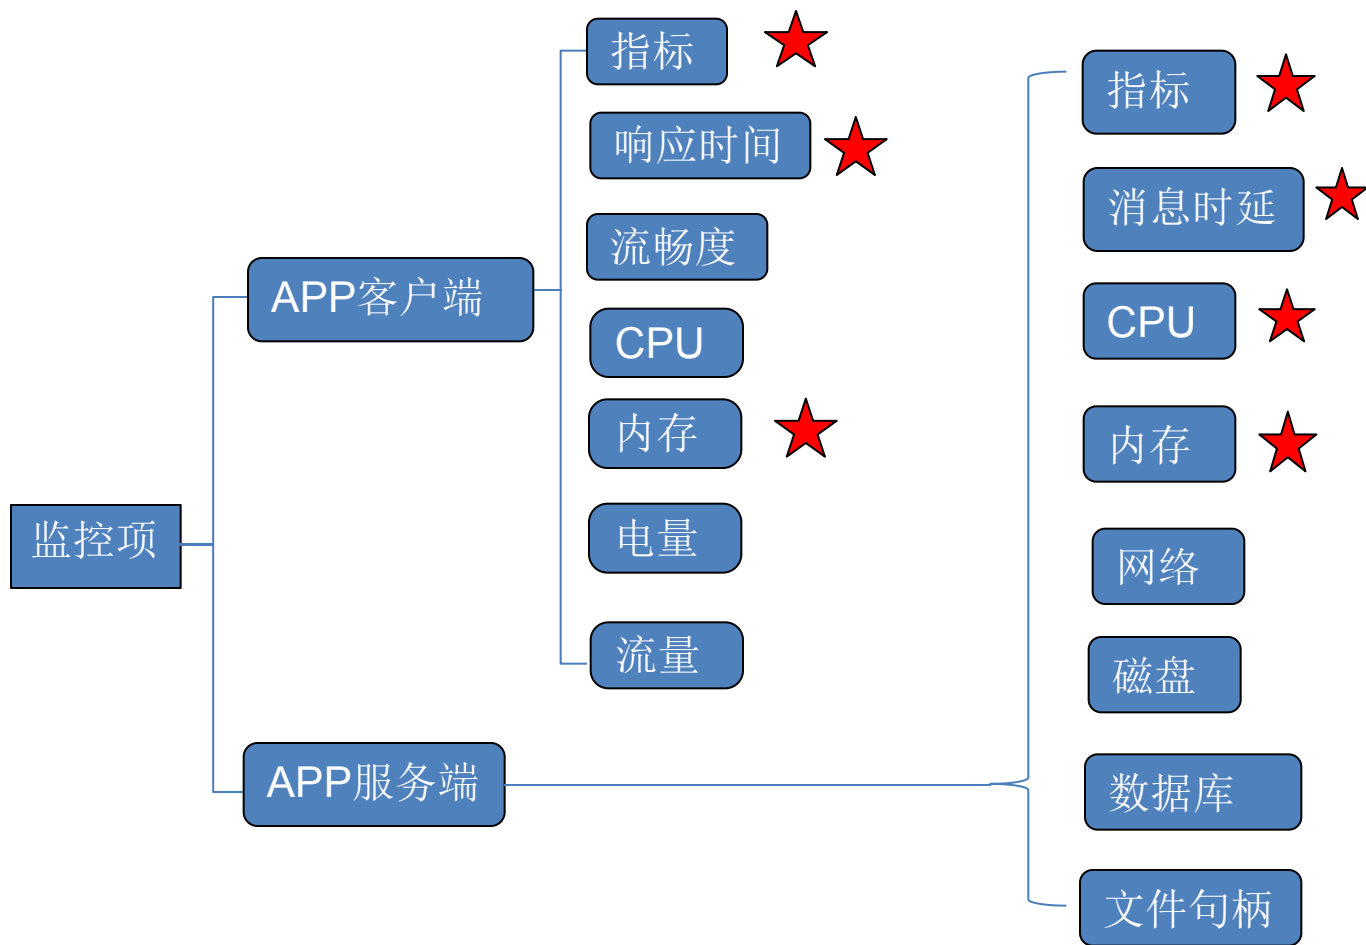 监控项
APP客户端
指标
响应时间
流畅度
CPU
内存
电量
流量
APP服务端
指标
消息时延
CPU
内存
网络
磁盘
数据库
文件句柄